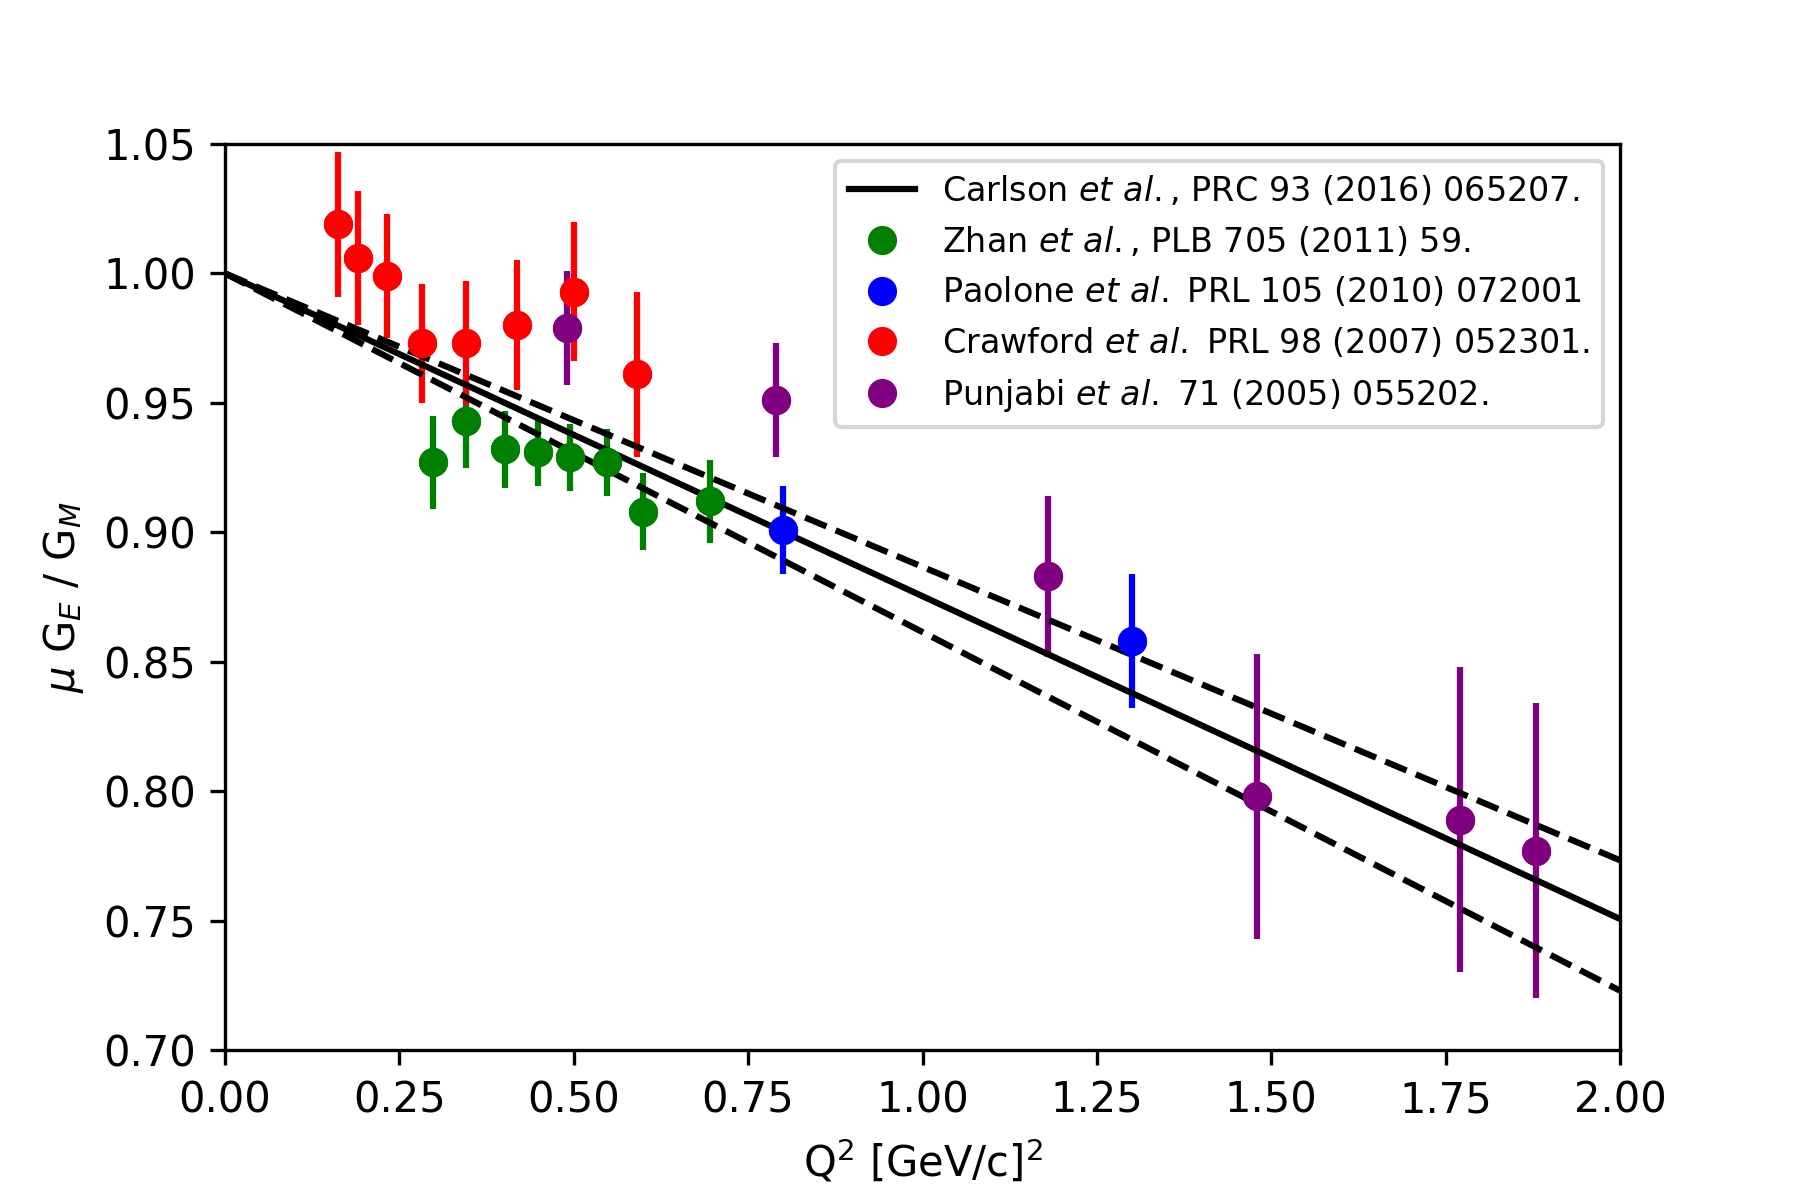 1.05
1.00
0.95
0.90
0.85
0.80
0.75
0.70
μ G_E / G_M
Carlson et al., PRC 93 (2016) 065207.
Zhan et al., PLB 705 (2011) 59.
Paolone et al. PRL 105 (2010) 072001
Crawford et al. PRL 98 (2007) 052301.
Punjabi et al. 71 (2005) 055202.
0.00 0.25 0.50 0.75 1.00 1.25 1.50 1.75 2.00
Q² [GeV/c]²